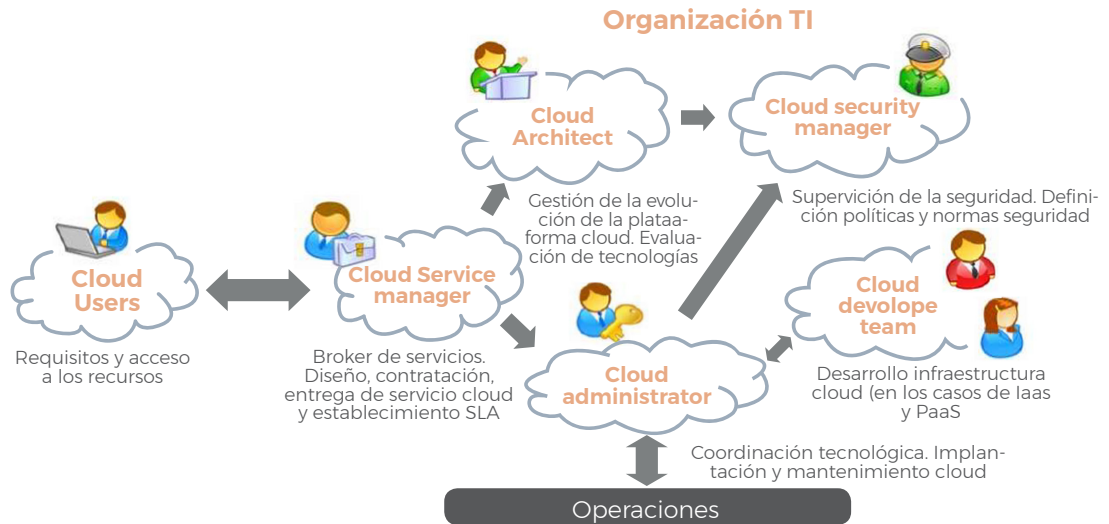 Organización TI
Cloud
Architect
Cloud security
manager
Gestión de la evolu-
ción de la plataa-
forma cloud. Evalua-
ción de tecnologías
Supervición de la seguridad. Defini-
ción políticas y normas seguridad
Cloud
Users
Requisitos y acceso
a los recursos
Cloud Service
manager
Broker de servicios.
Diseño, contratación,
entrega de servicio cloud
y establecimiento SLA
Cloud
administrator
Cloud
devolope
team
Desarrollo infraestructura
cloud (en los casos de Iaas
y PaaS
Coordinación tecnológica. Implan-
tación y mantenimiento cloud
Operaciones